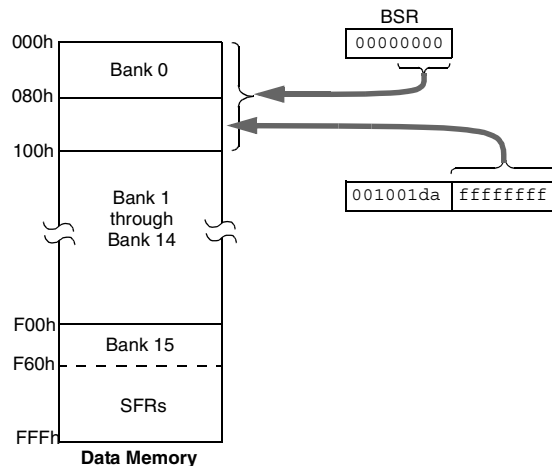 BSR
00000000
000h
Bank 0
080h
100h
Bank 1
through
Bank 14
001001da ffffffff
F00h
Bank 15
F60h
SFRs
FFFh
Data Memory